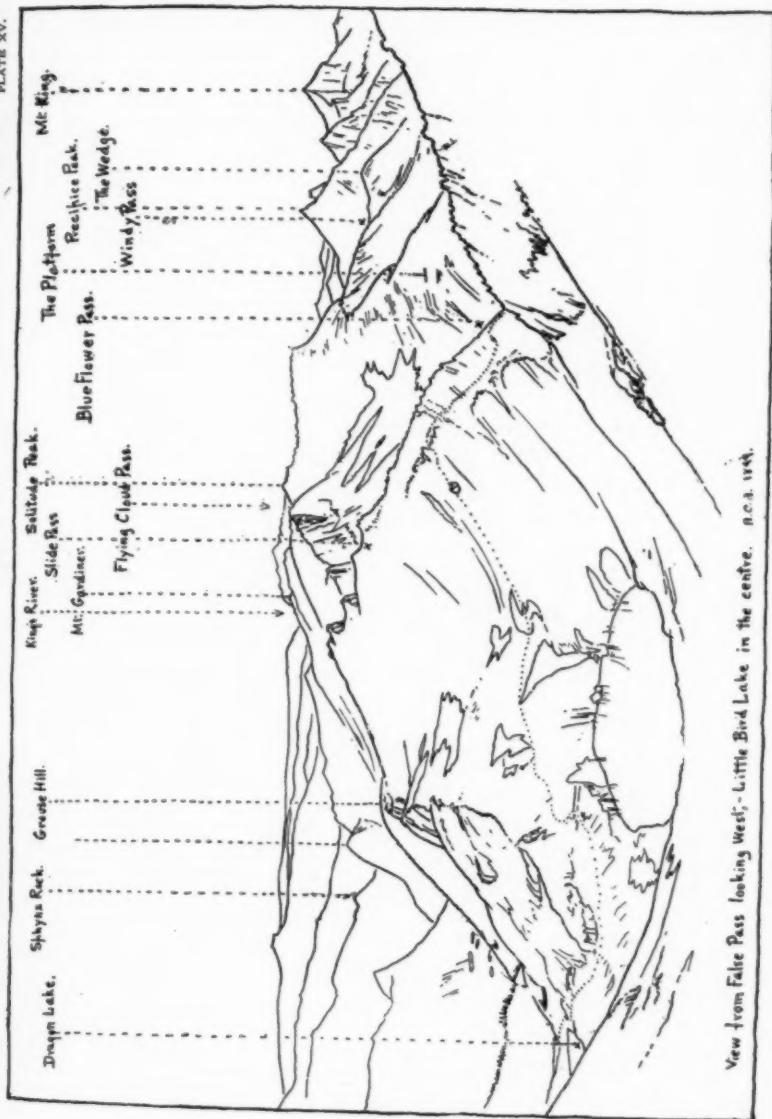 PLATE XV.
Dragon Lake.
Sphynx Rock.
Grouse Hill.
King's River.
Mt. Gardiner.
Slide Pass
Solitude Peak.
Flying Cloud Pass.
Blue Flower Pass.
The Platform
Precipice Peak.
Windy Pass
The Wedge.
Mt. King.
View from False Pass looking West;- Little Bird Lake in the centre.